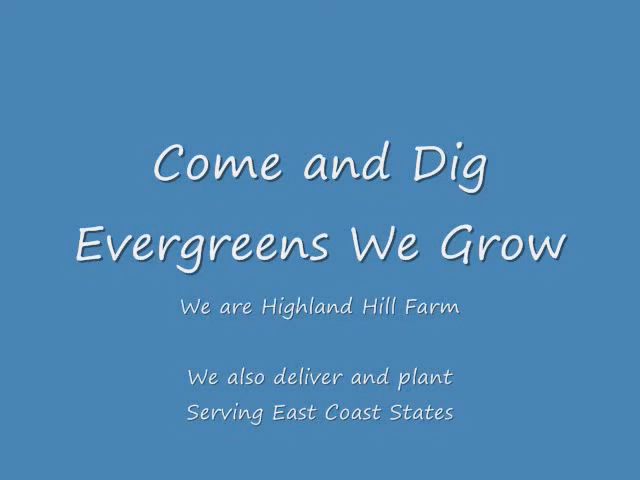 Come and Dig
Evergreens We Grow
We are Highland Hill Farm
We also deliver and plant
Serving East Coast States